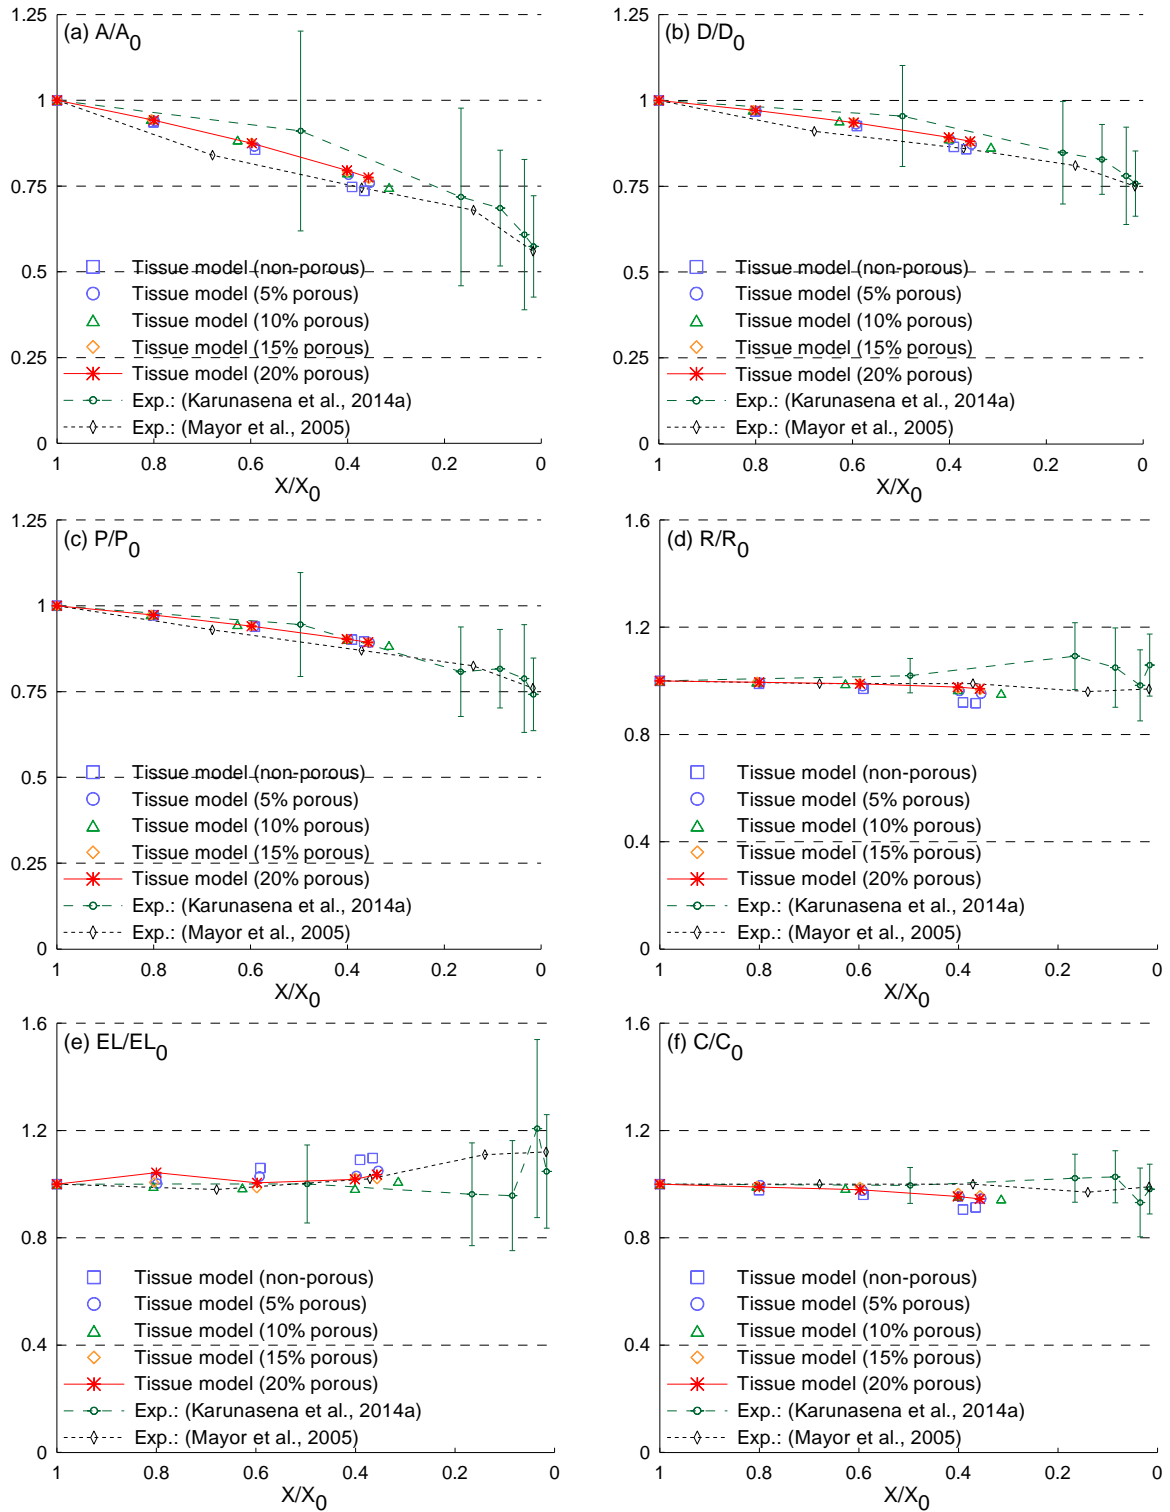 1.25
(a) A/A0
1
0.75
0.5
0.25
0
Tissue model (non-porous)
Tissue model (5% porous)
Tissue model (10% porous)
Tissue model (15% porous)
Tissue model (20% porous)
Exp.: (Karunasena et al., 2014a)
Exp.: (Mayor et al., 2005)
1 0.8 0.6 0.4 0.2 0
X/X0
1.25
(b) D/D0
1
0.75
0.5
0.25
0
Tissue model (non-porous)
Tissue model (5% porous)
Tissue model (10% porous)
Tissue model (15% porous)
Tissue model (20% porous)
Exp.: (Karunasena et al., 2014a)
Exp.: (Mayor et al., 2005)
1 0.8 0.6 0.4 0.2 0
X/X0
1.25
(c) P/P0
1
0.75
0.5
0.25
0
Tissue model (non-porous)
Tissue model (5% porous)
Tissue model (10% porous)
Tissue model (15% porous)
Tissue model (20% porous)
Exp.: (Karunasena et al., 2014a)
Exp.: (Mayor et al., 2005)
1 0.8 0.6 0.4 0.2 0
X/X0
1.6
(d) R/R0
1.2
0.8
0.4
0
Tissue model (non-porous)
Tissue model (5% porous)
Tissue model (10% porous)
Tissue model (15% porous)
Tissue model (20% porous)
Exp.: (Karunasena et al., 2014a)
Exp.: (Mayor et al., 2005)
1 0.8 0.6 0.4 0.2 0
X/X0
1.6
(e) EL/EL0
1.2
0.8
0.4
0
Tissue model (non-porous)
Tissue model (5% porous)
Tissue model (10% porous)
Tissue model (15% porous)
Tissue model (20% porous)
Exp.: (Karunasena et al., 2014a)
Exp.: (Mayor et al., 2005)
1 0.8 0.6 0.4 0.2 0
X/X0
1.6
(f) C/C0
1.2
0.8
0.4
0
Tissue model (non-porous)
Tissue model (5% porous)
Tissue model (10% porous)
Tissue model (15% porous)
Tissue model (20% porous)
Exp.: (Karunasena et al., 2014a)
Exp.: (Mayor et al., 2005)
1 0.8 0.6 0.4 0.2 0
X/X0